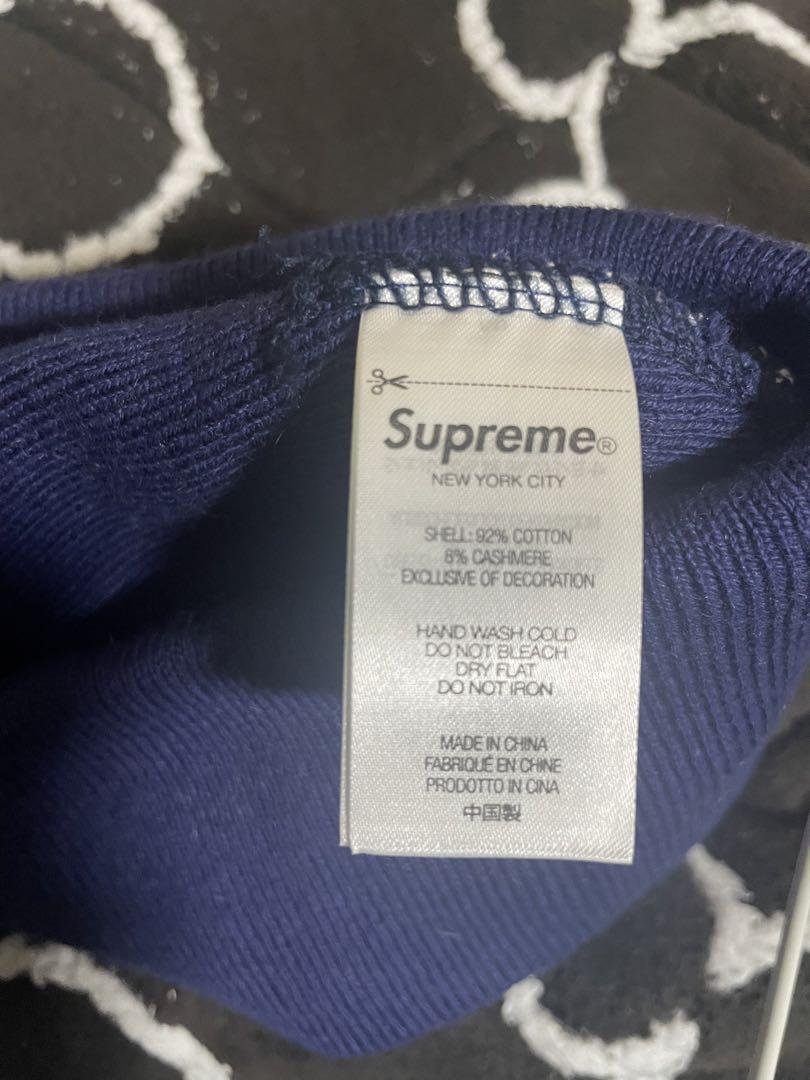 Supreme®
NEW YORK CITY
SHELL: 92% COTTON
8% CASHMERE
EXCLUSIVE OF DECORATION
HAND WASH COLD
DO NOT BLEACH
DRY FLAT
DO NOT IRON
MADE IN CHINA
FABRIQUÉ EN CHINE
PRODOTTO IN CINA
中国製